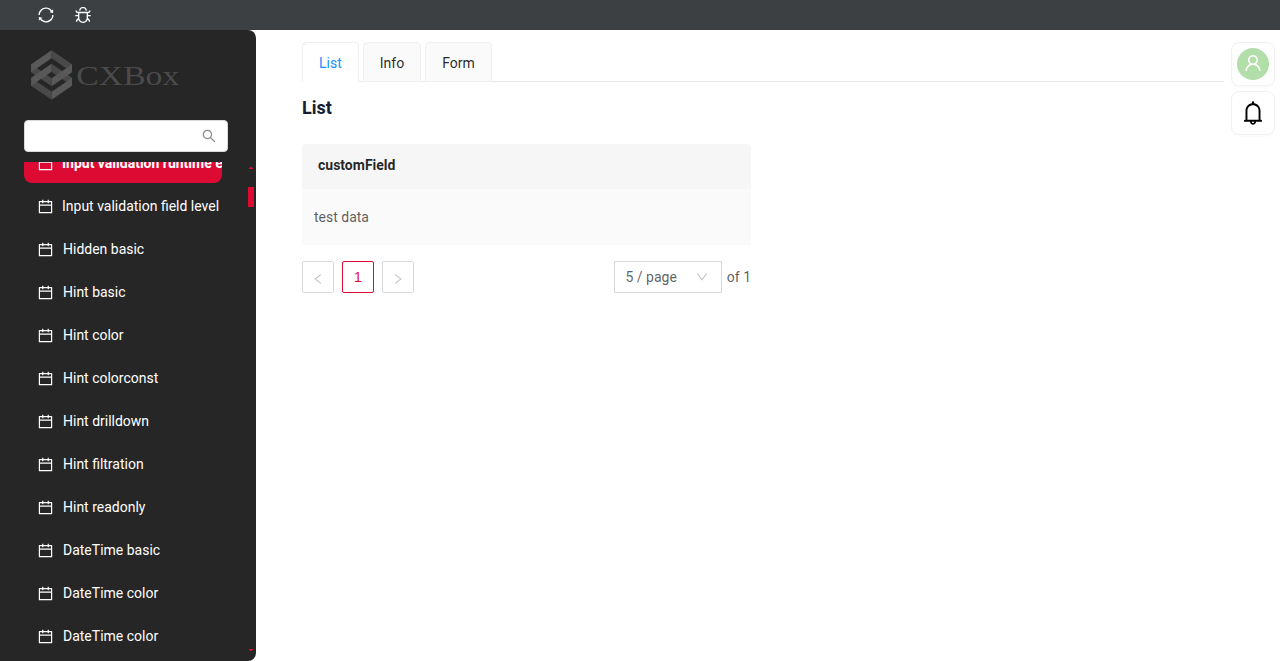 CXBox
Input validation runtime e
Input validation field level
Hidden basic
Hint basic
Hint color
Hint colorconst
Hint drilldown
Hint filtration
Hint readonly
DateTime basic
DateTime color
DateTime color
List
Info
Form
List
customField
test data
1
5 / page
of 1